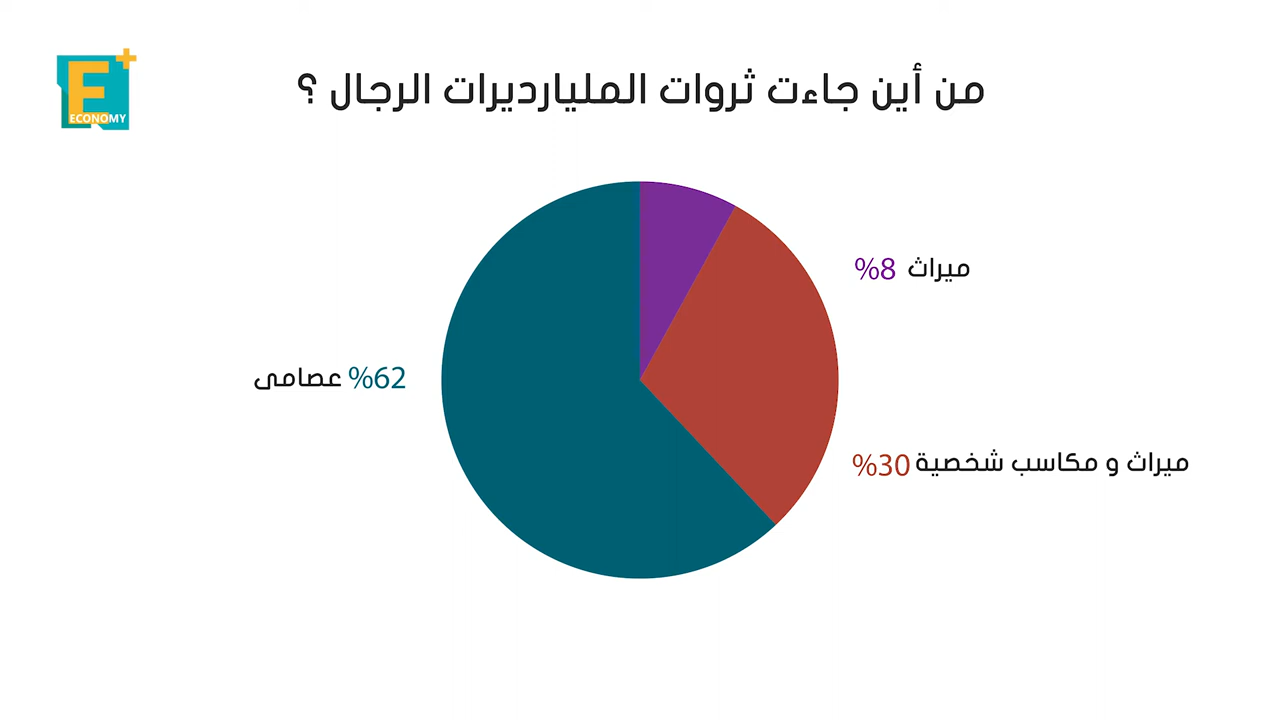 E+
ECONOMY
من أين جاءت ثروات المليارديرات الرجال ؟
ميراث 8%
62% عصامى
ميراث و مكاسب شخصية 30%